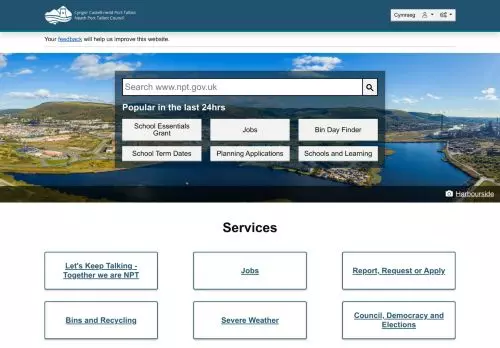 Cyngor Castell-nedd Port Talbot
Neath Port Talbot Council
Cymraeg
Your feedback will help us improve this website.
Search www.npt.gov.uk
Popular in the last 24hrs
School Essentials
Grant
Jobs
Bin Day Finder
School Term Dates
Planning Applications
Schools and Learning
Harbourside
Services
Let's Keep Talking -
Together we are NPT
Jobs
Report, Request or Apply
Bins and Recycling
Severe Weather
Council, Democracy and
Elections